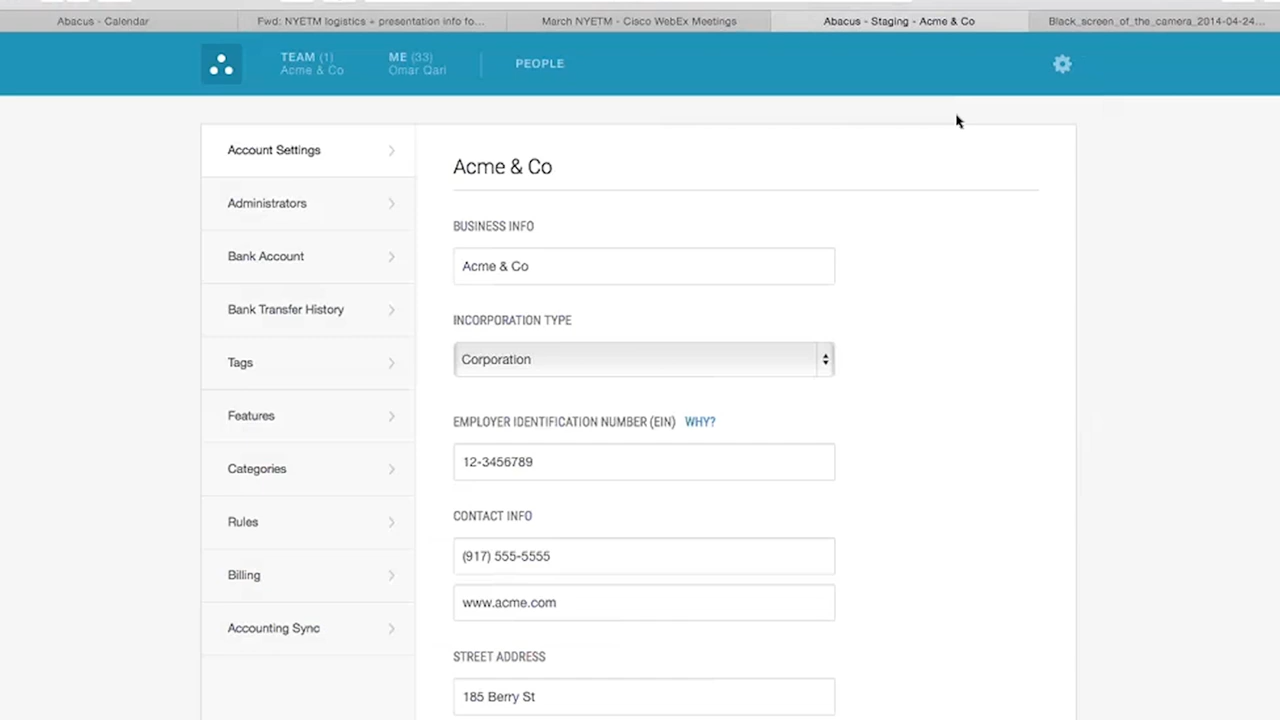 Abacus - Calendar
Fwd: NYETM logistics + presentation info fo...
March NYETM - Cisco WebEx Meetings
Abacus - Staging - Acme & Co
Black_screen_of_the_camera_2014-04-24...
TEAM (1)
Acme & Co
ME (33)
Omar Qari
PEOPLE
Account Settings
Administrators
Bank Account
Bank Transfer History
Tags
Features
Categories
Rules
Billing
Accounting Sync
Acme & Co
BUSINESS INFO
Acme & Co
INCORPORATION TYPE
Corporation
EMPLOYER IDENTIFICATION NUMBER (EIN) WHY?
12-3456789
CONTACT INFO
(917) 555-5555
www.acme.com
STREET ADDRESS
185 Berry St